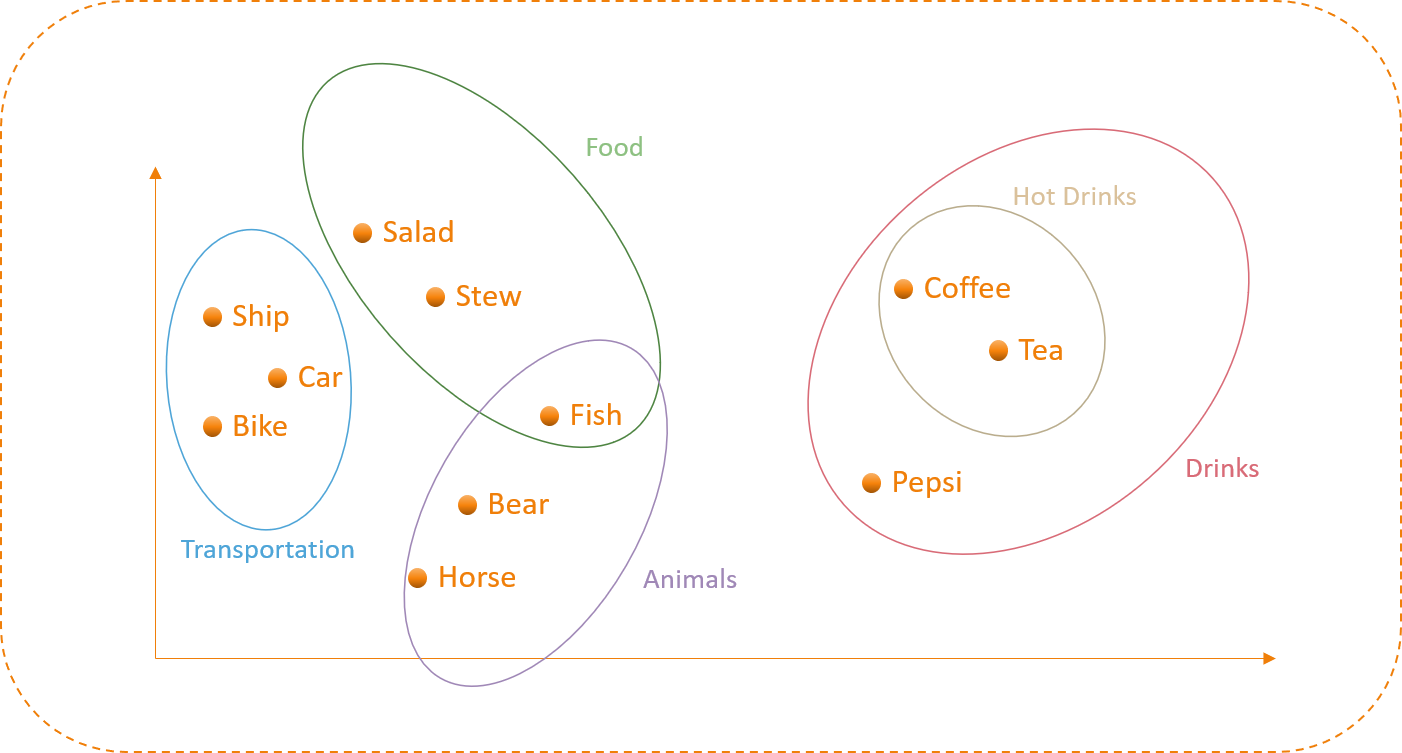 Food
Hot Drinks
Salad
Coffee
Stew
Ship
Tea
Car
Fish
Bike
Drinks
Pepsi
Bear
Transportation
Horse
Animals